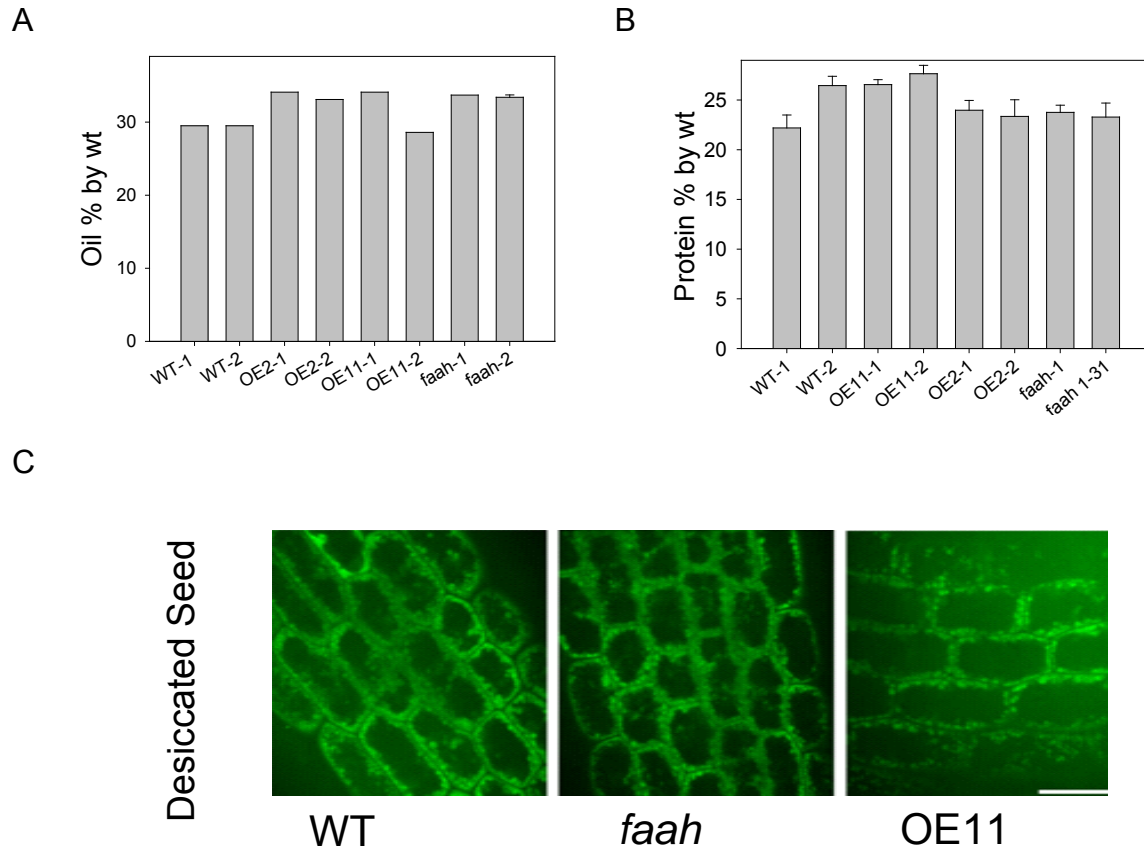 A
Oil % by wt
30
20
10
0
WT-1
WT-2
OE2-1
OE2-2
OE11-1
OE11-2
faah-1
faah-2
B
Protein % by wt
25
20
15
10
5
0
WT-1
WT-2
OE11-1
OE11-2
OE2-1
OE2-2
faah-1
faah 1-31
C
Desiccated Seed
WT
faah
OE11